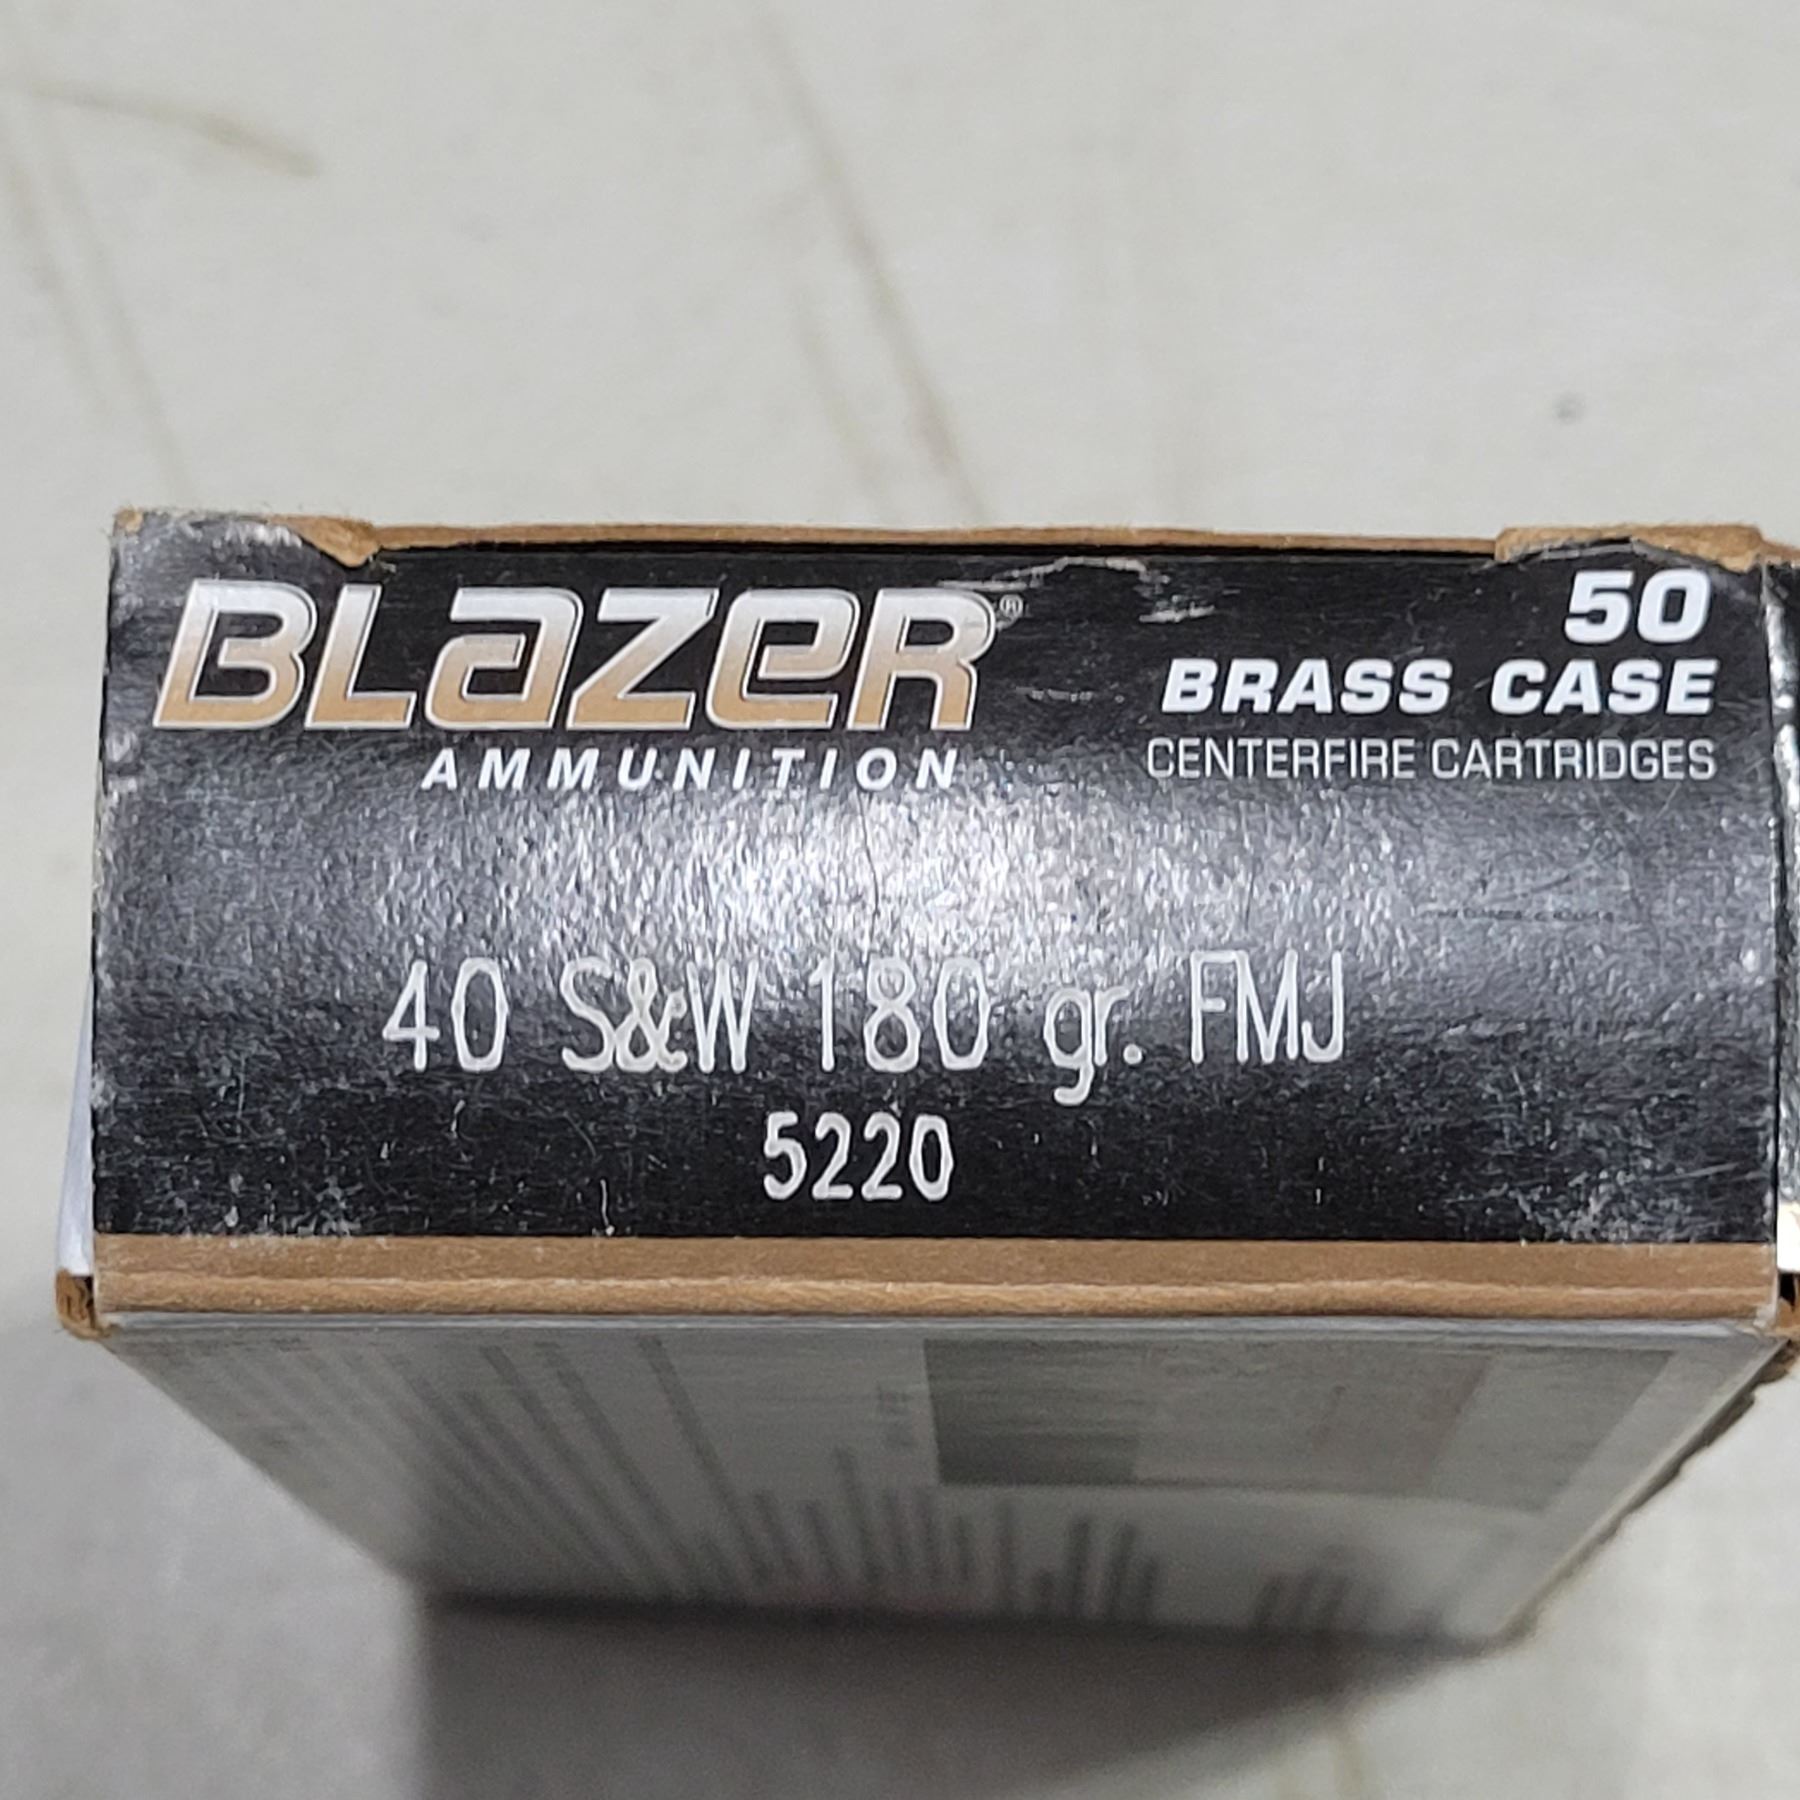 BLaZeR®
AMMUNITION
50
BRASS CASE
CENTERFIRE CARTRIDGES
40 S&W 180 gr. FMJ
5220